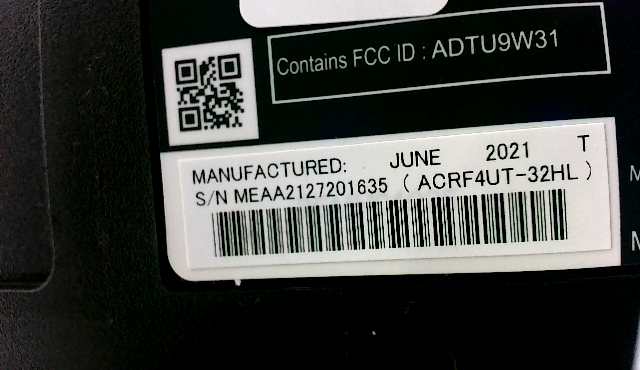 Contains FCC ID : ADTU9W31
MANUFACTURED: JUNE 2021 T
S/N MEAA2127201635 ( ACRF4UT-32HL )